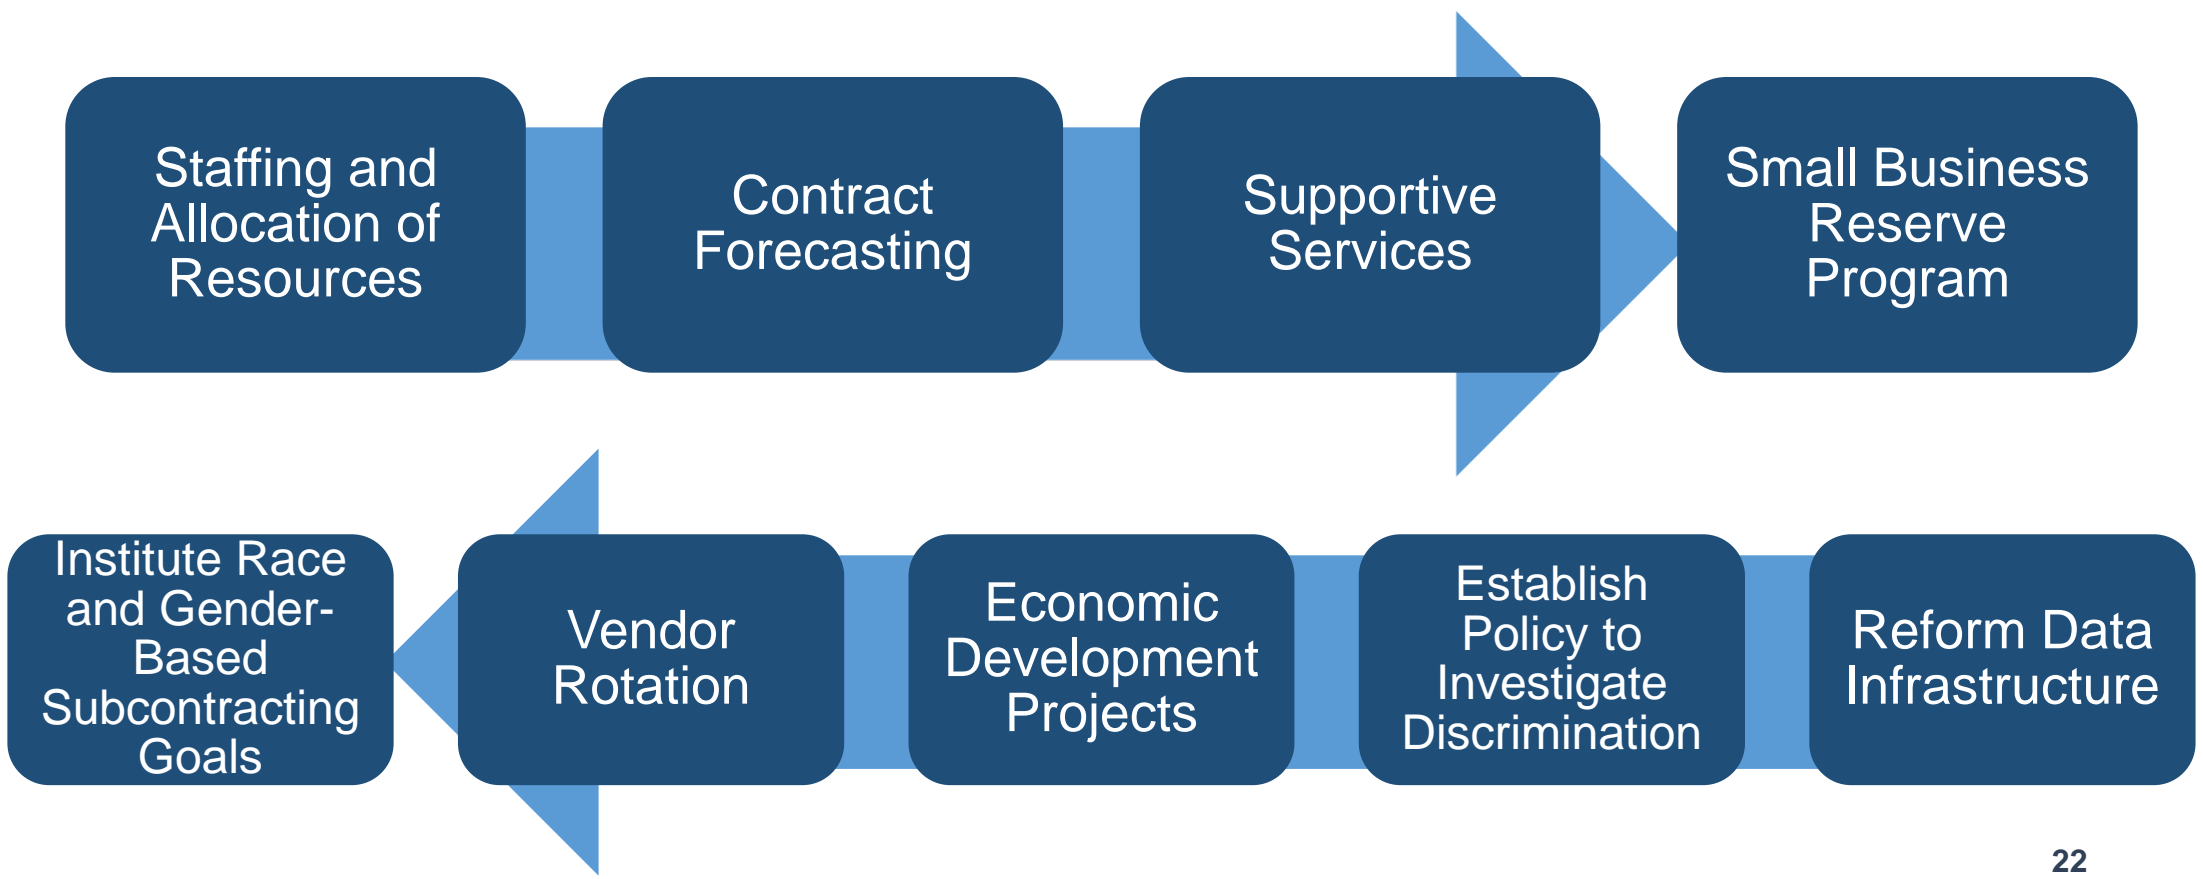 Staffing and
Allocation of
Resources
Contract
Forecasting
Supportive
Services
Small Business
Reserve
Program
Institute Race
and Gender-
Based
Subcontracting
Goals
Vendor
Rotation
Economic
Development
Projects
Establish
Policy to
Investigate
Discrimination
Reform Data
Infrastructure
22